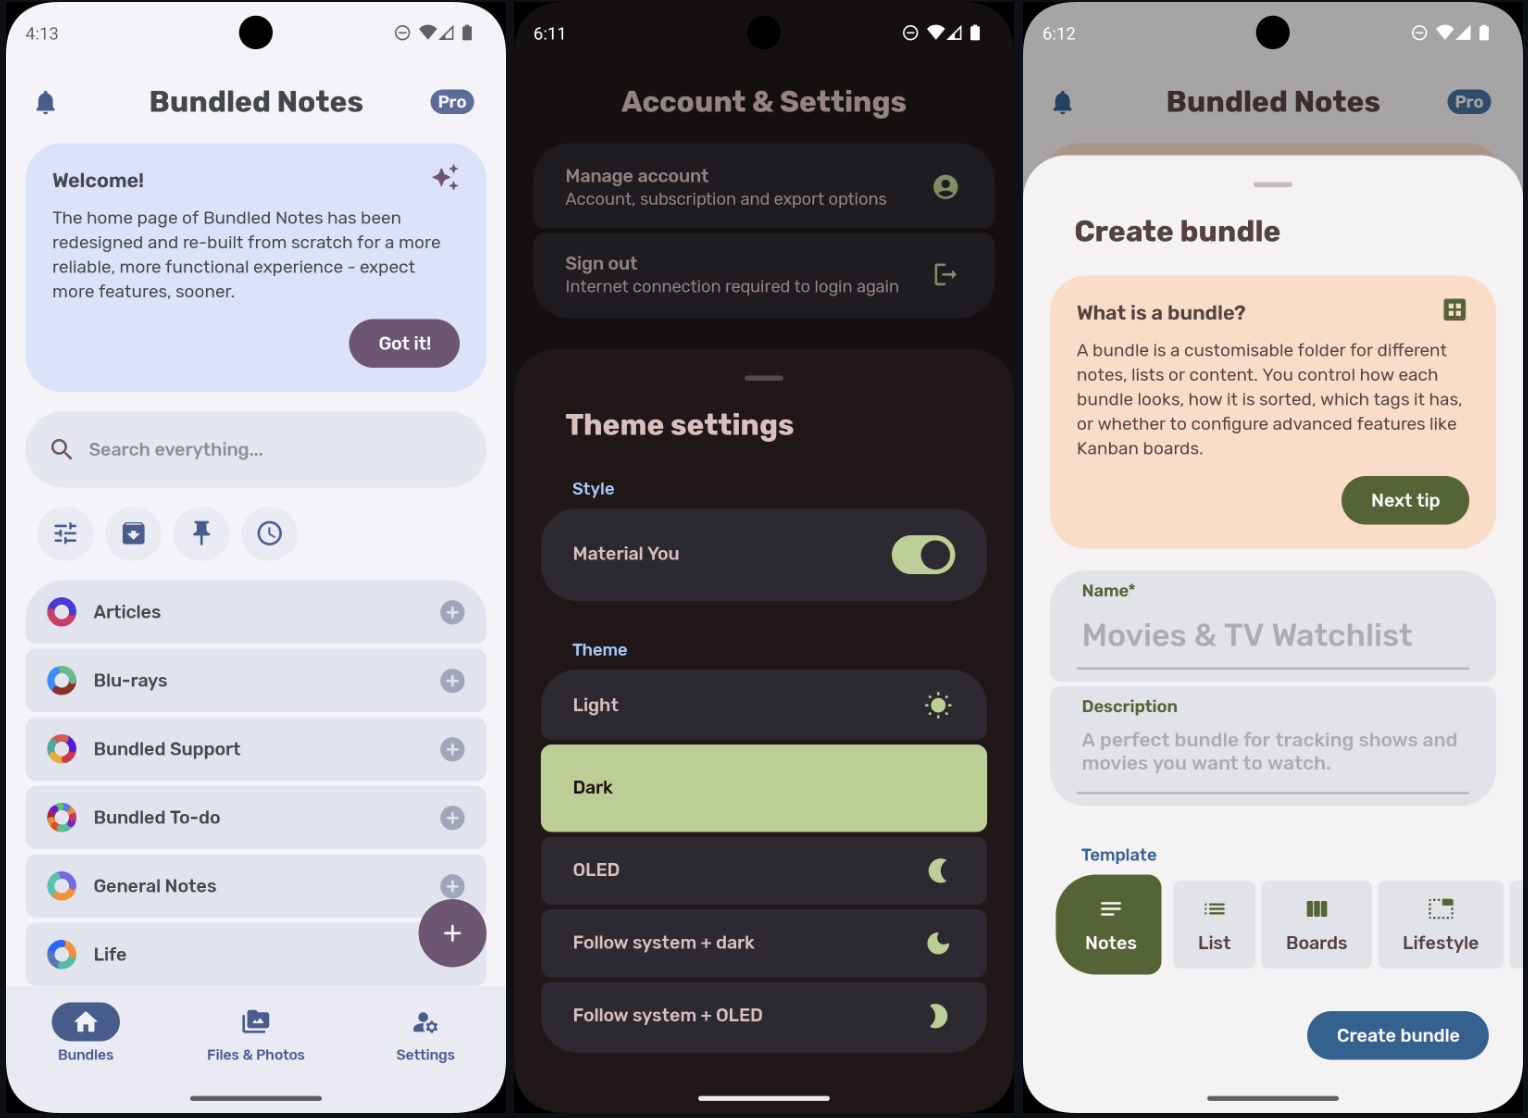 4:13
Bundled Notes
Pro
Welcome!
The home page of Bundled Notes has been
redesigned and re-built from scratch for a more
reliable, more functional experience - expect
more features, sooner.
Got it!
Search everything...
Articles
Blu-rays
Bundled Support
Bundled To-do
General Notes
Life
Bundles
Files & Photos
Settings
6:11
Account & Settings
Manage account
Account, subscription and export options
Sign out
Internet connection required to login again
Theme settings
Style
Material You
Theme
Light
Dark
OLED
Follow system + dark
Follow system + OLED
6:12
Bundled Notes
Pro
Create bundle
What is a bundle?
A bundle is a customisable folder for different
notes, lists or content. You control how each
bundle looks, how it is sorted, which tags it has,
or whether to configure advanced features like
Kanban boards.
Next tip
Name*
Movies & TV Watchlist
Description
A perfect bundle for tracking shows and
movies you want to watch.
Template
Notes
List
Boards
Lifestyle
Create bundle